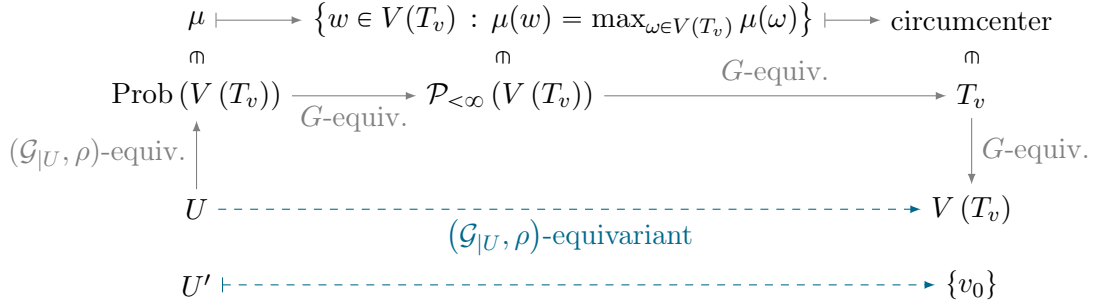 μ ↦ {w ∈ V(T_v) : μ(w) = max_{ω∈V(T_v)} μ(ω)} ↦ circumcenter
∈ ∈ ∈
Prob (V (T_v)) → P_{<∞} (V (T_v)) → T_v
G-equiv.
G-equiv.
(G_{|U}, ρ)-equiv.
G-equiv.
U ⇢ V (T_v)
(G_{|U}, ρ)-equivariant
U′ ⇢ {v_0}